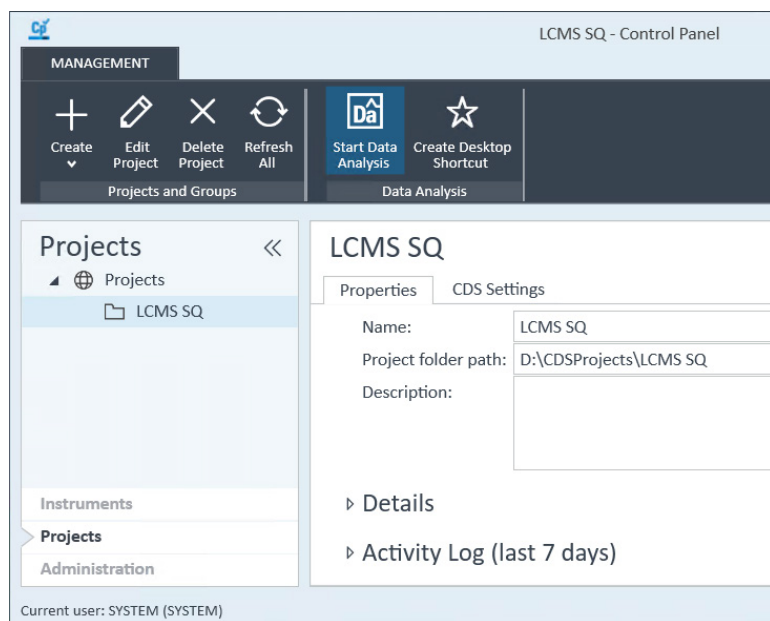 Cp
LCMS SQ - Control Panel
MANAGEMENT
Create
Edit
Project
Delete
Project
Refresh
All
Da
Start Data
Analysis
Create Desktop
Shortcut
Projects and Groups
Data Analysis
Projects
Projects
LCMS SQ
Instruments
Projects
Administration
LCMS SQ
Properties
CDS Settings
Name:
LCMS SQ
Project folder path:
D:\CDSProjects\LCMS SQ
Description:
Details
Activity Log (last 7 days)
Current user: SYSTEM (SYSTEM)